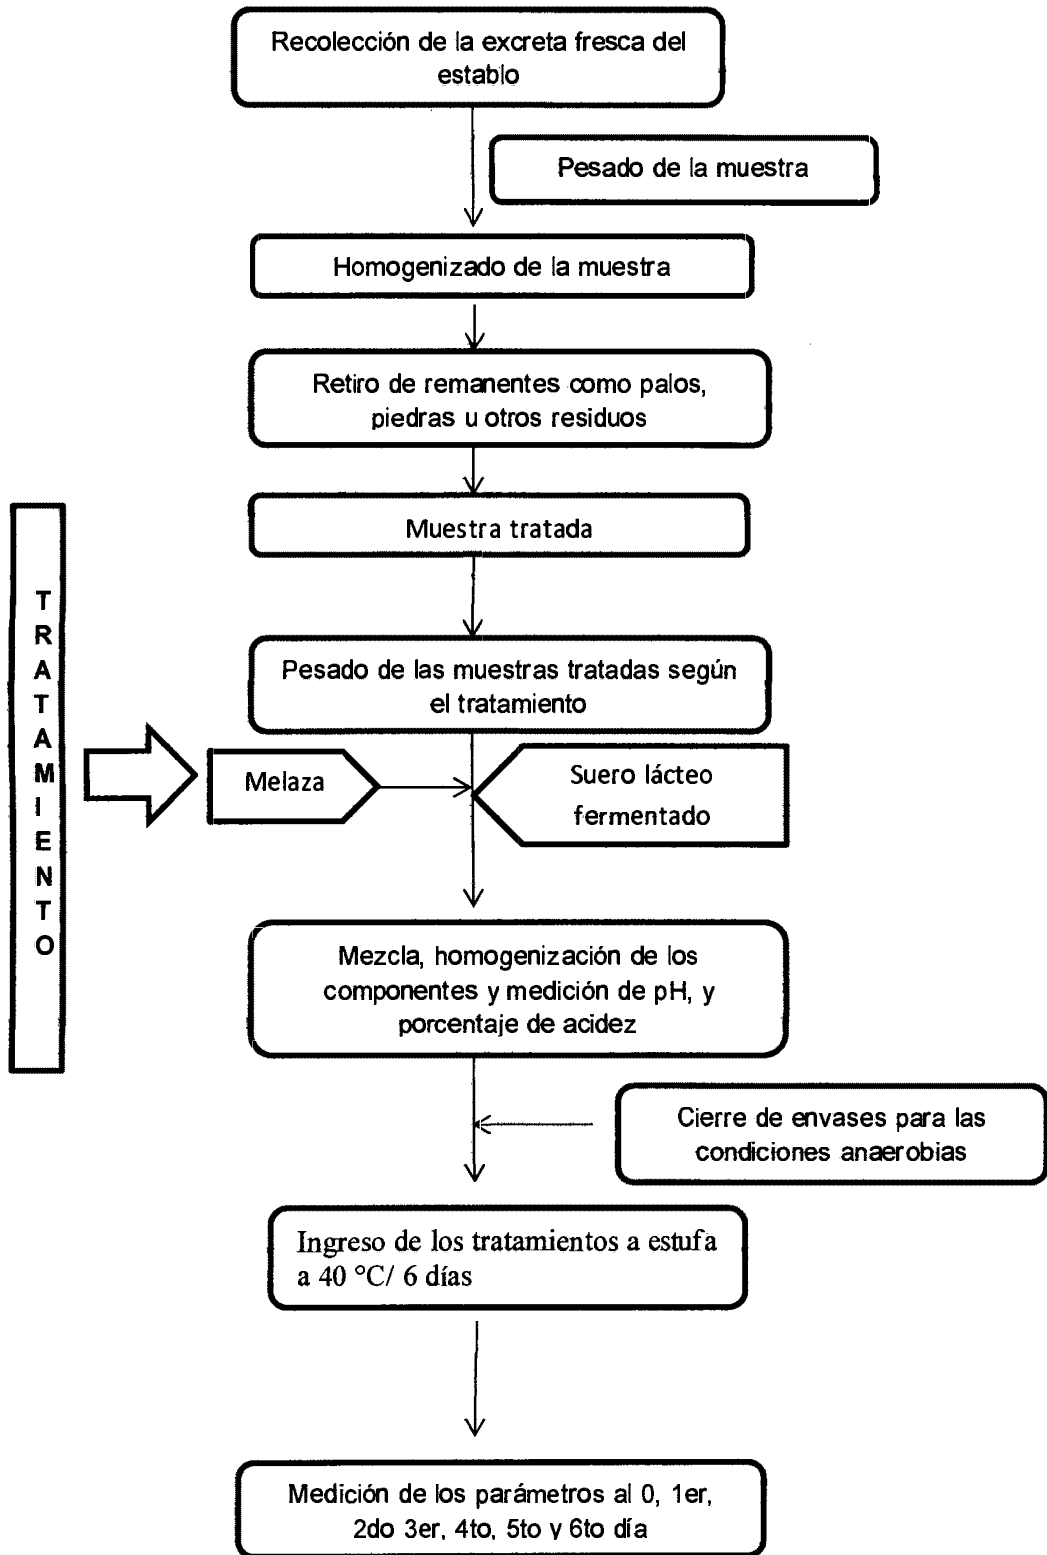 Recolección de la excreta fresca del
establo
Pesado de la muestra
Homogenizado de la muestra
Retiro de remanentes como palos,
piedras u otros residuos
Muestra tratada
TRATAMIENTO
Pesado de las muestras tratadas según
el tratamiento
Melaza
Suero lácteo
fermentado
Mezcla, homogenización de los
componentes y medición de pH, y
porcentaje de acidez
Cierre de envases para las
condiciones anaerobias
Ingreso de los tratamientos a estufa
a 40 °C/ 6 días
Medición de los parámetros al 0, 1er,
2do 3er, 4to, 5to y 6to día